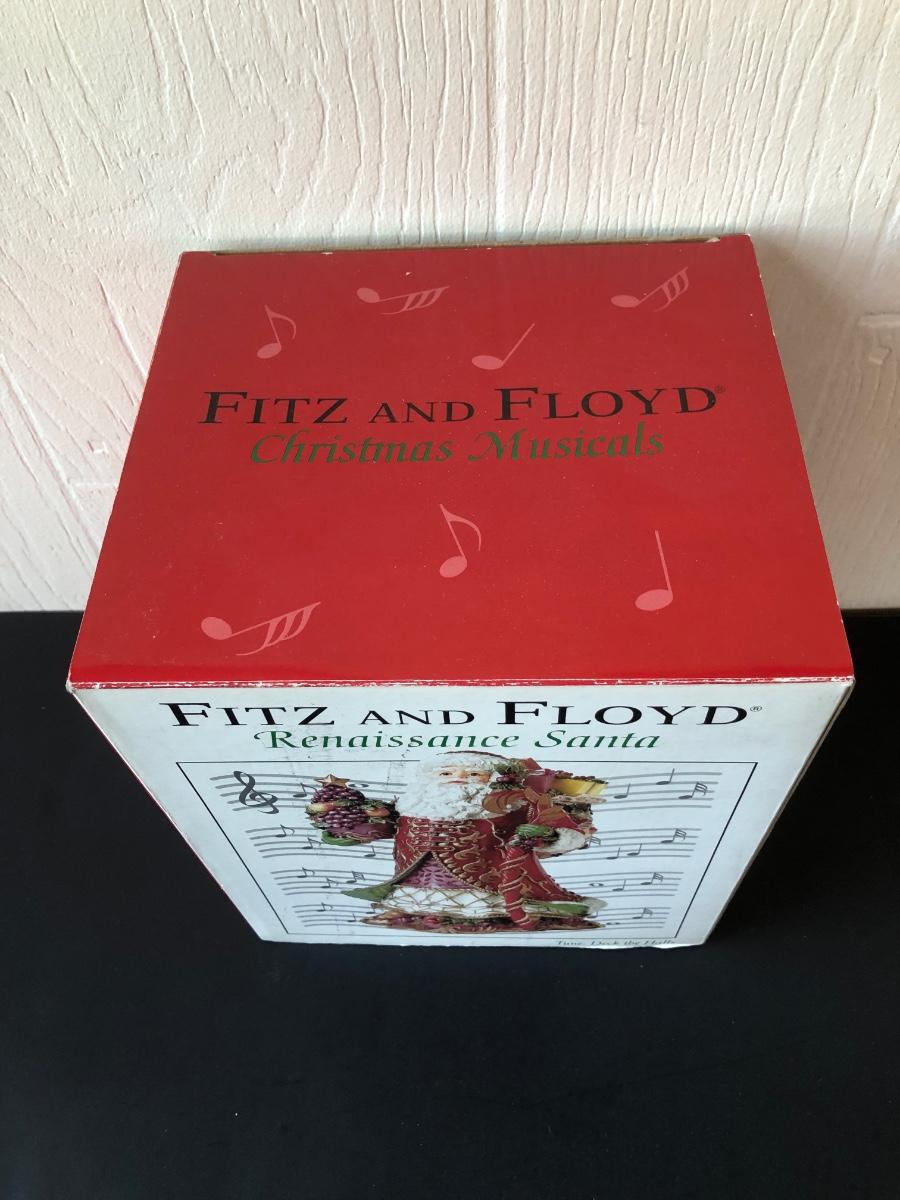 FITZ AND FLOYD®
Christmas Musicals
FITZ AND FLOYD®
Renaissance Santa
Tune: Deck the Halls